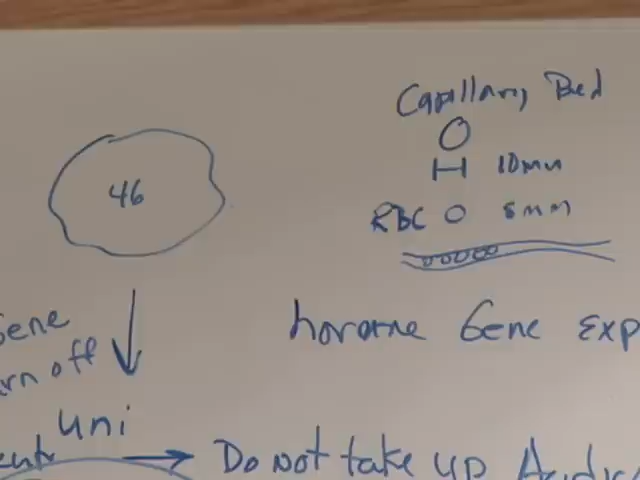 Capillary Bed
46
10mm
RBC 8mm
Gene
hormone Gene Exp
rn off
uni
Do not take up